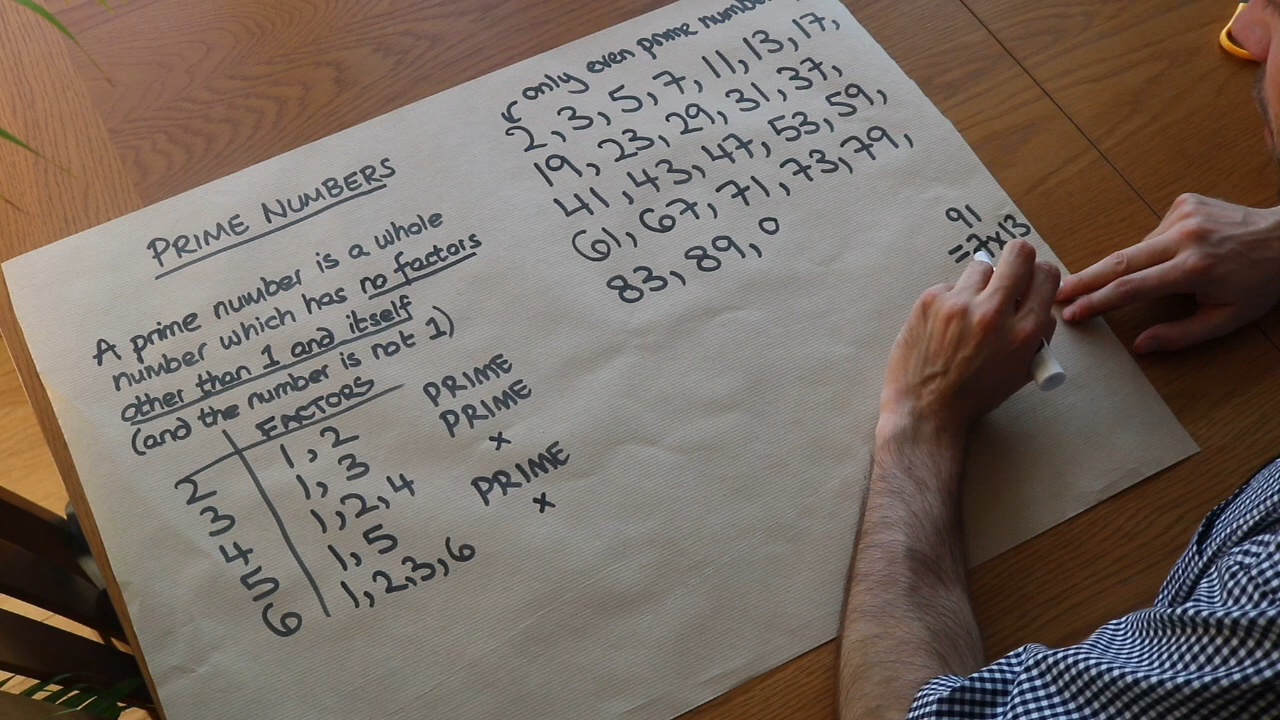 PRIME NUMBERS
A prime number is a whole
number which has no factors
other than 1 and itself
(and the number is not 1)
FACTORS
2 1, 2 PRIME
3 1, 3 PRIME
4 1, 2, 4 x
5 1, 5 PRIME
6 1, 2, 3, 6 x
only even prime number
2, 3, 5, 7, 11, 13, 17,
19, 23, 29, 31, 37,
41, 43, 47, 53, 59,
61, 67, 71, 73, 79,
83, 89,
91
=7x13